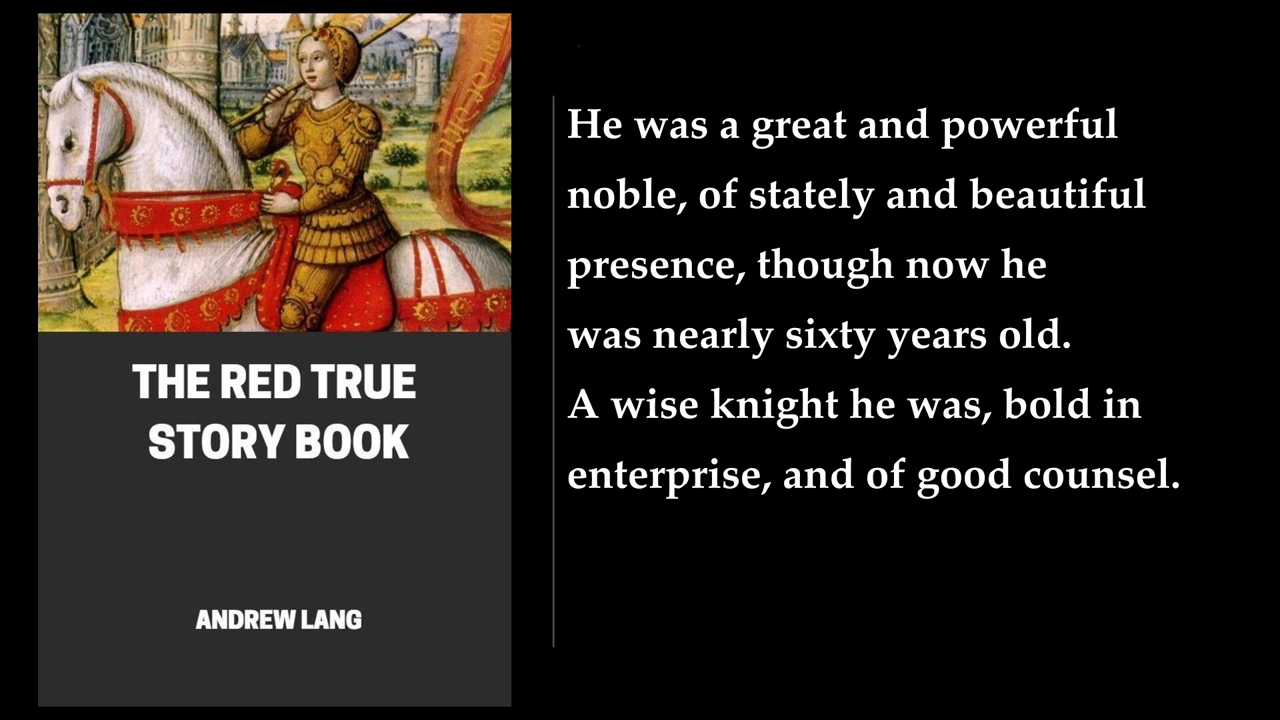 THE RED TRUE
STORY BOOK
ANDREW LANG
He was a great and powerful
noble, of stately and beautiful
presence, though now he
was nearly sixty years old.
A wise knight he was, bold in
enterprise, and of good counsel.